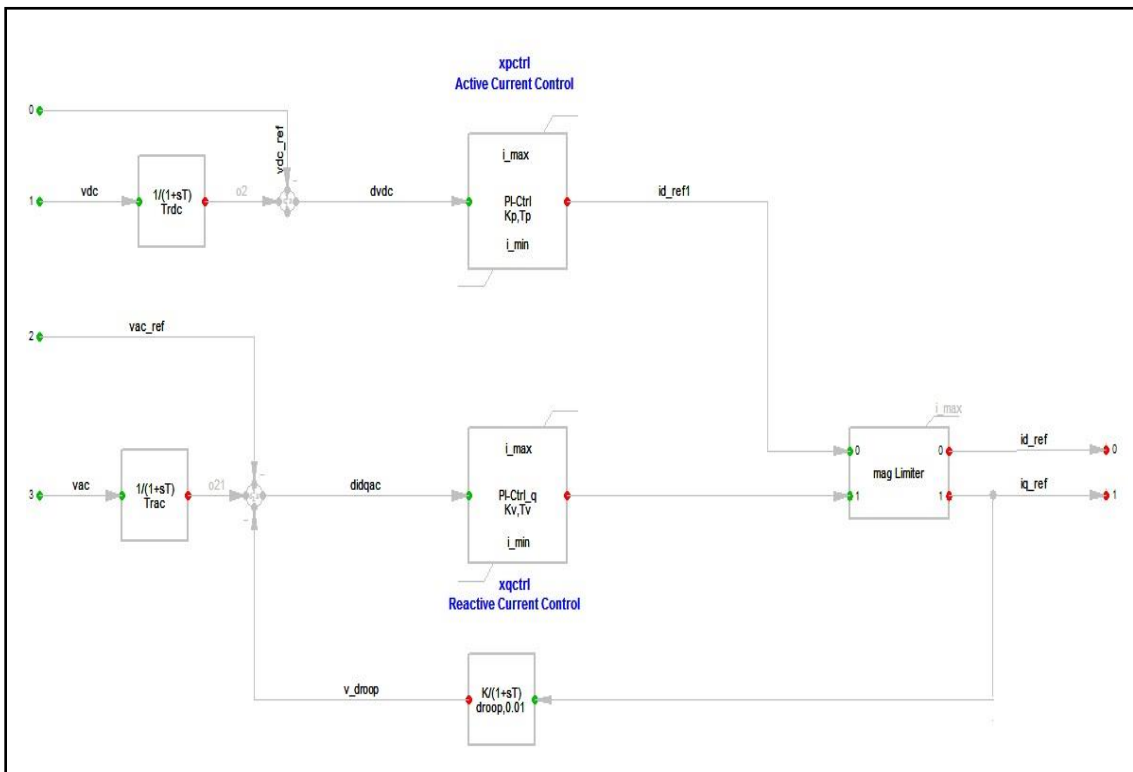 xpctrl
Active Current Control
0
vdc_ref
i_max
1
vdc
1/(1+sT)
Trdc
o2
-
dvdc
PI-Ctrl
Kp,Tp
id_ref1
i_min
2
vac_ref
i_max
i_max
0
mag Limiter
0
id_ref
0
3
vac
1/(1+sT)
Trac
o21
-
-
didqac
PI-Ctrl_q
Kv,Tv
1
1
iq_ref
1
i_min
xqctrl
Reactive Current Control
v_droop
K/(1+sT)
droop,0.01